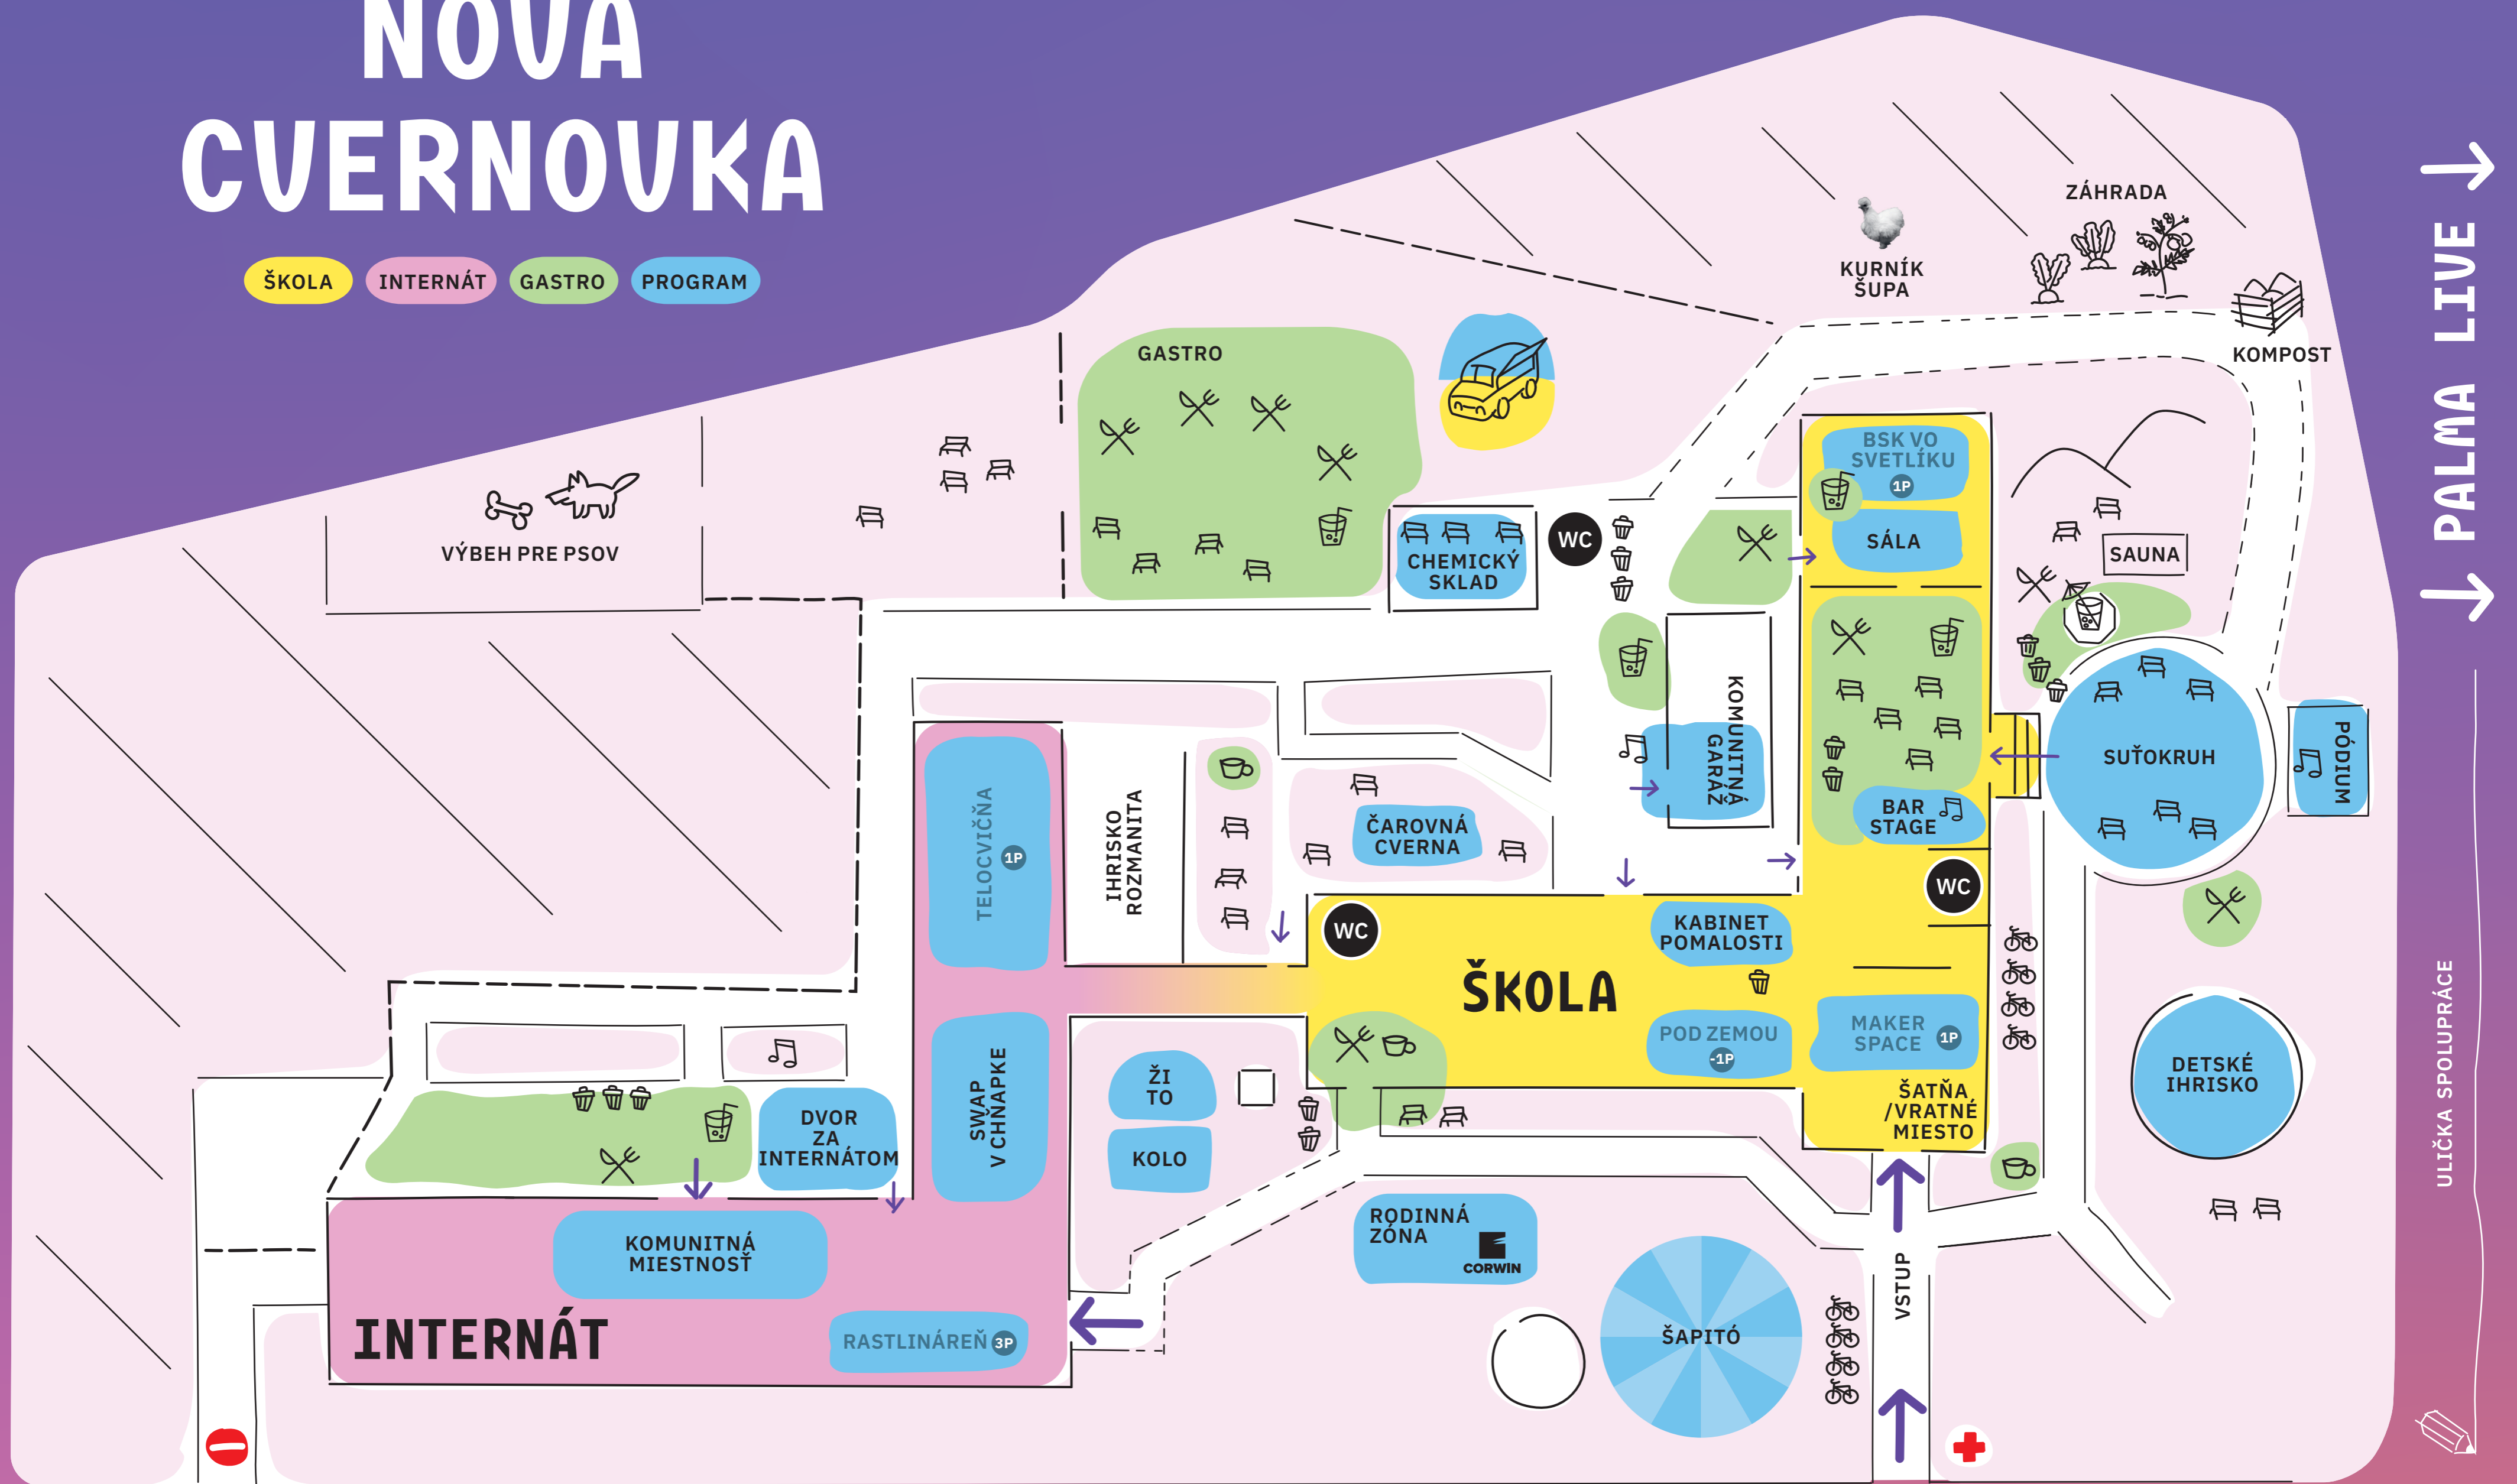 NOVA
CVERNOVKA
ŠKOLA
INTERNÁT
GASTRO
PROGRAM
ZÁHRADA
KURNÍK
ŠUPA
KOMPOST
PALMA LIVE
GASTRO
VÝBEH PRE PSOV
BSK VO
SVETLÍKU
1P
SÁLA
CHEMICKÝ
SKLAD
WC
SAUNA
KOMUNITNÁ
GARÁŽ
SUŤOKRUH
PÓDIUM
BAR
STAGE
TELOCVIČŇA
1P
IHRISKO
ROZMANITA
ČAROVNÁ
CVERNA
WC
WC
KABINET
POMALOSTI
ŠKOLA
POD ZEMOU
-1P
MAKER
SPACE
1P
ŠATŇA
/VRATNÉ
MIESTO
DETSKÉ
IHRISKO
ULIČKA SPOLUPRÁCE
SWAP
V CHŇAPKE
ŽI
TO
KOLO
DVOR
ZA
INTERNÁTOM
KOMUNITNÁ
MIESTNOSŤ
INTERNÁT
RASTLINÁREŇ
3P
RODINNÁ
ZÓNA
CORWIN
ŠAPITÓ
VSTUP